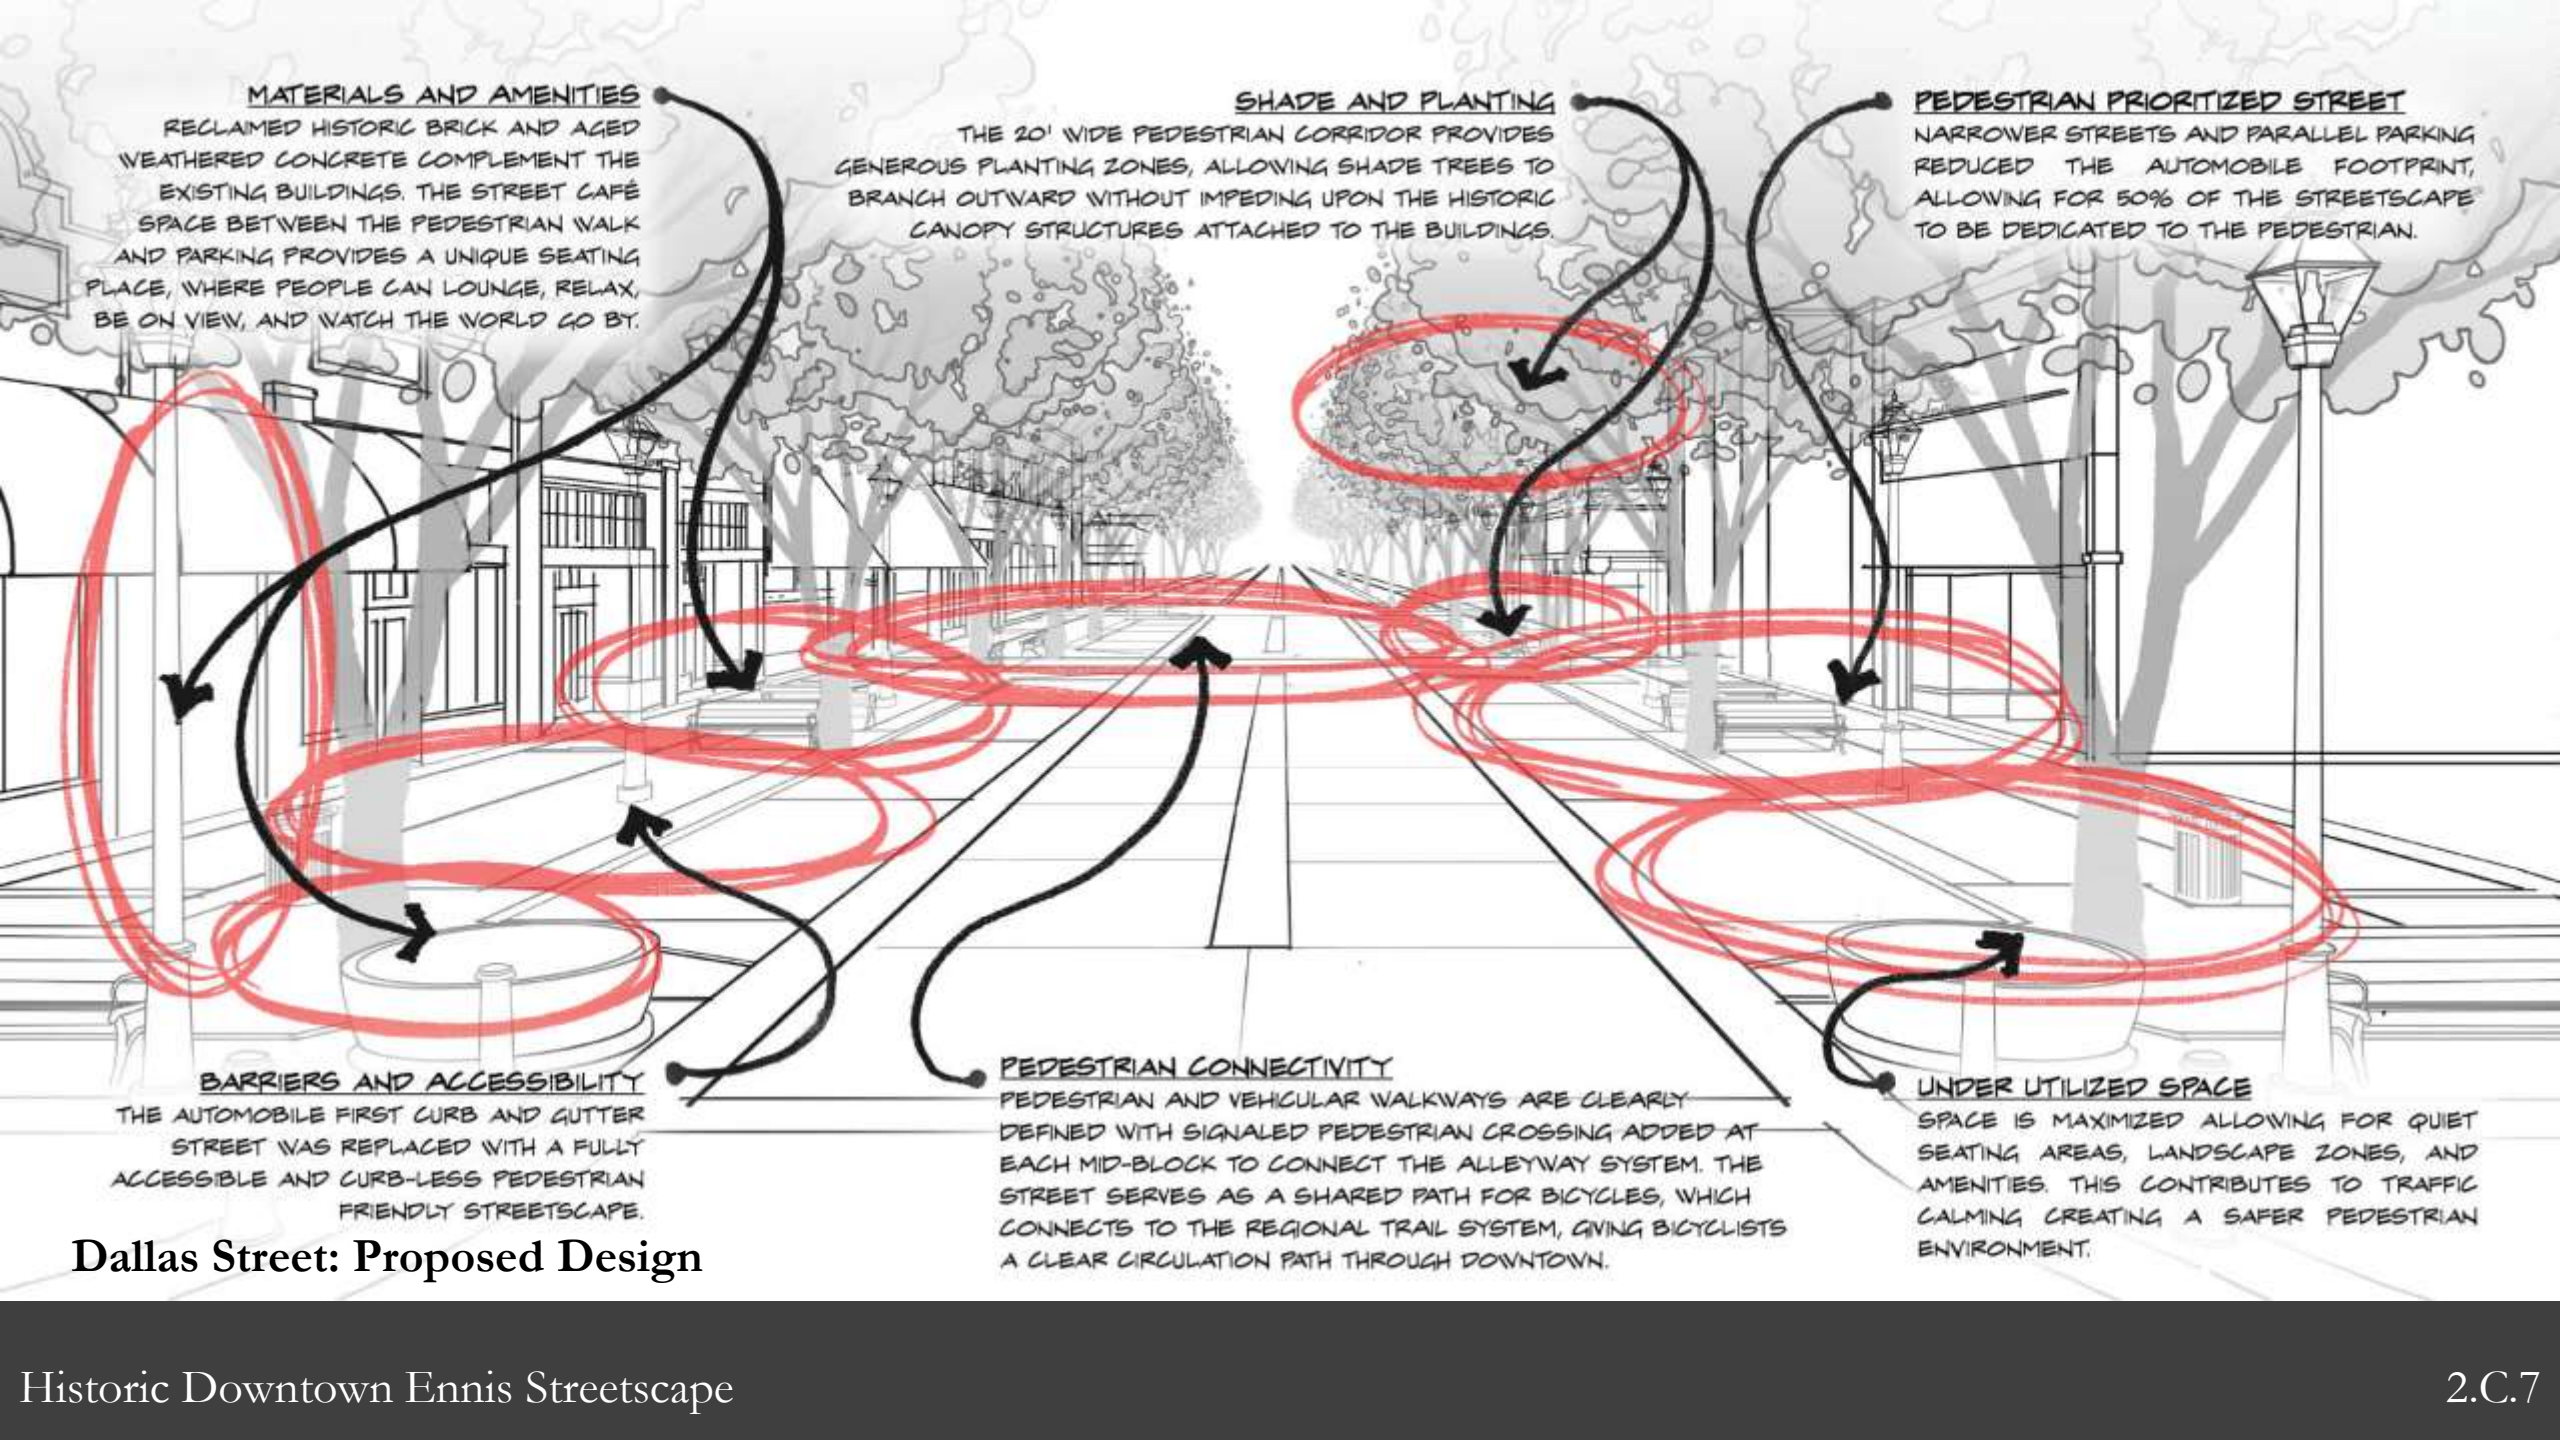 MATERIALS AND AMENITIES
RECLAIMED HISTORIC BRICK AND AGED
WEATHERED CONCRETE COMPLEMENT THE
EXISTING BUILDINGS. THE STREET CAFÉ
SPACE BETWEEN THE PEDESTRIAN WALK
AND PARKING PROVIDES A UNIQUE SEATING
PLACE, WHERE PEOPLE CAN LOUNGE, RELAX,
BE ON VIEW, AND WATCH THE WORLD GO BY.
SHADE AND PLANTING
THE 20' WIDE PEDESTRIAN CORRIDOR PROVIDES
GENEROUS PLANTING ZONES, ALLOWING SHADE TREES TO
BRANCH OUTWARD WITHOUT IMPEDING UPON THE HISTORIC
CANOPY STRUCTURES ATTACHED TO THE BUILDINGS.
PEDESTRIAN PRIORITIZED STREET
NARROWER STREETS AND PARALLEL PARKING
REDUCED THE AUTOMOBILE FOOTPRINT,
ALLOWING FOR 50% OF THE STREETSCAPE
TO BE DEDICATED TO THE PEDESTRIAN.
BARRIERS AND ACCESSIBILITY
THE AUTOMOBILE FIRST CURB AND GUTTER
STREET WAS REPLACED WITH A FULLY
ACCESSIBLE AND CURB-LESS PEDESTRIAN
FRIENDLY STREETSCAPE.
PEDESTRIAN CONNECTIVITY
PEDESTRIAN AND VEHICULAR WALKWAYS ARE CLEARLY
DEFINED WITH SIGNALED PEDESTRIAN CROSSING ADDED AT
EACH MID-BLOCK TO CONNECT THE ALLEYWAY SYSTEM. THE
STREET SERVES AS A SHARED PATH FOR BICYCLES, WHICH
CONNECTS TO THE REGIONAL TRAIL SYSTEM, GIVING BICYCLISTS
A CLEAR CIRCULATION PATH THROUGH DOWNTOWN.
UNDER UTILIZED SPACE
SPACE IS MAXIMIZED ALLOWING FOR QUIET
SEATING AREAS, LANDSCAPE ZONES, AND
AMENITIES. THIS CONTRIBUTES TO TRAFFIC
CALMING CREATING A SAFER PEDESTRIAN
ENVIRONMENT.
Dallas Street: Proposed Design
Historic Downtown Ennis Streetscape
2.C.7